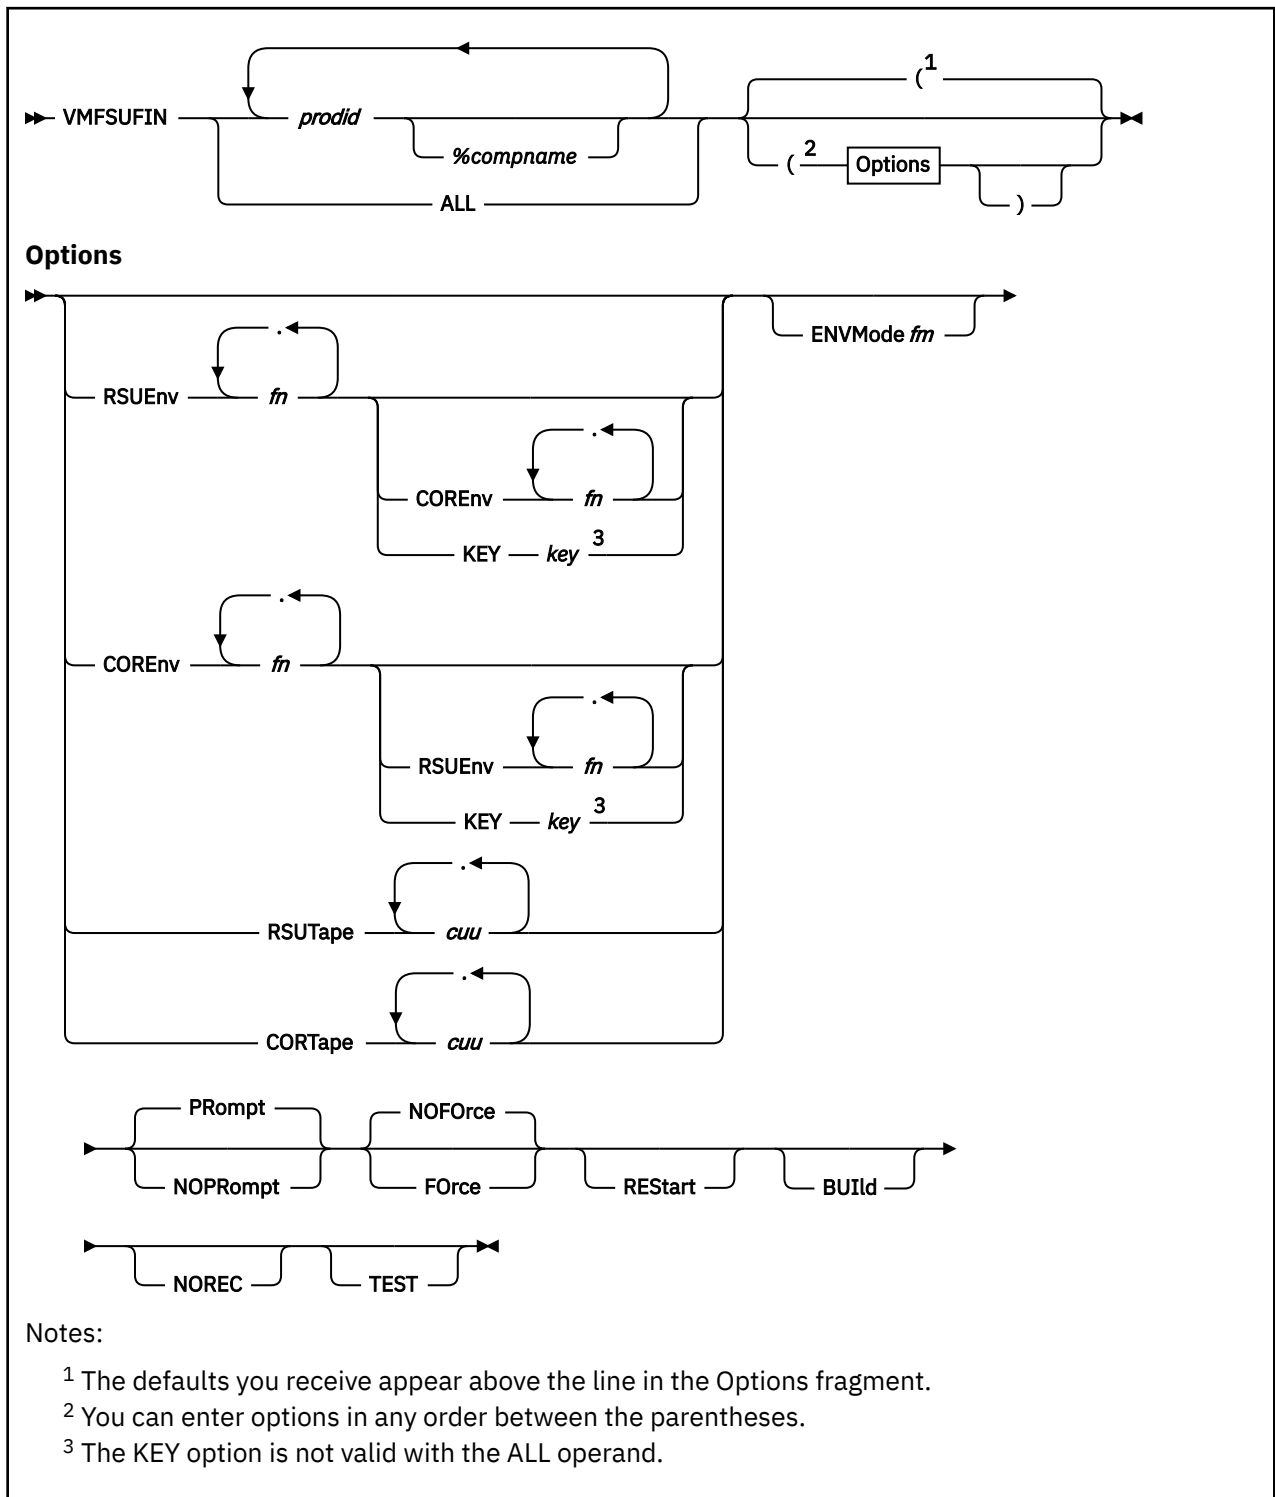 ( 1
VMFSUFIN prodid
%compname
ALL
( 2 Options
)
Options
ENVMode fm
.
RSUEnv fn
.
COREnv fn
KEY key 3
.
COREnv fn
.
RSUEnv fn
KEY key 3
.
RSUTape cuu
.
CORTape cuu
PRompt NOFOrce
NOPRompt FOrce REStart BUIld
NOREC TEST
Notes:
1 The defaults you receive appear above the line in the Options fragment.
2 You can enter options in any order between the parentheses.
3 The KEY option is not valid with the ALL operand.